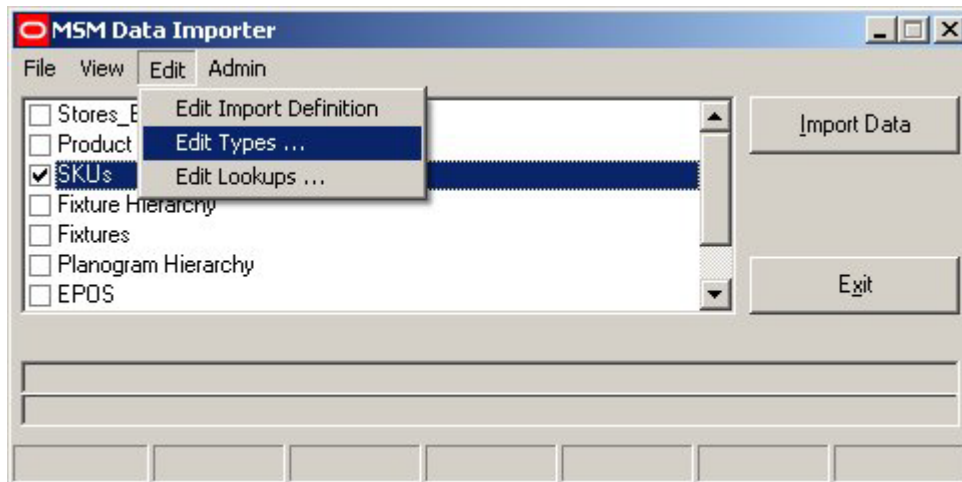 MSM Data Importer
File View Edit Admin
Edit Import Definition
Edit Types ...
Edit Lookups ...
Stores_
Product
SKUs
Fixture Hierarchy
Fixtures
Planogram Hierarchy
EPOS
Import Data
Exit